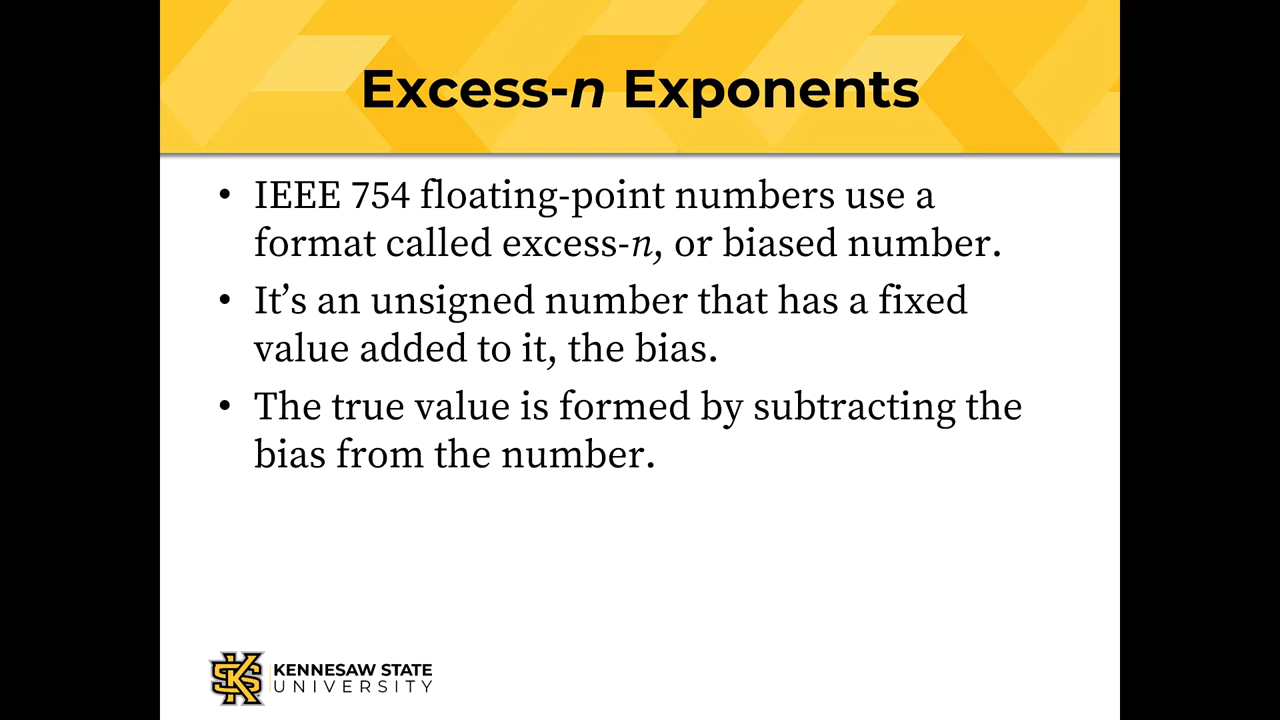 Excess-n Exponents
• IEEE 754 floating-point numbers use a
format called excess-n, or biased number.
• It’s an unsigned number that has a fixed
value added to it, the bias.
• The true value is formed by subtracting the
bias from the number.
KENNESAW STATE
UNIVERSITY